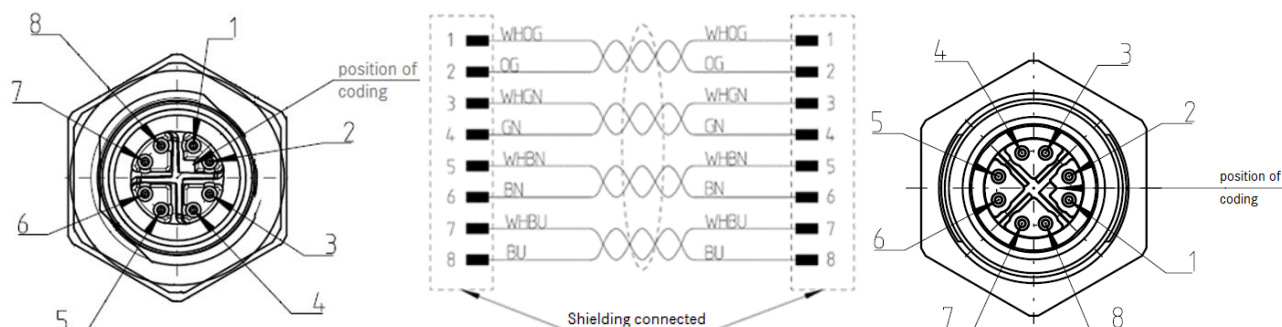 8
1
7
position of
coding
2
6
3
5
4
1 WHOG WHOG 1
2 OG OG 2
3 WHGN WHGN 3
4 GN GN 4
5 WHBN WHBN 5
6 BN BN 6
7 WHBU WHBU 7
8 BU BU 8
Shielding connected
4
3
5
2
position of
coding
6
1
7
8